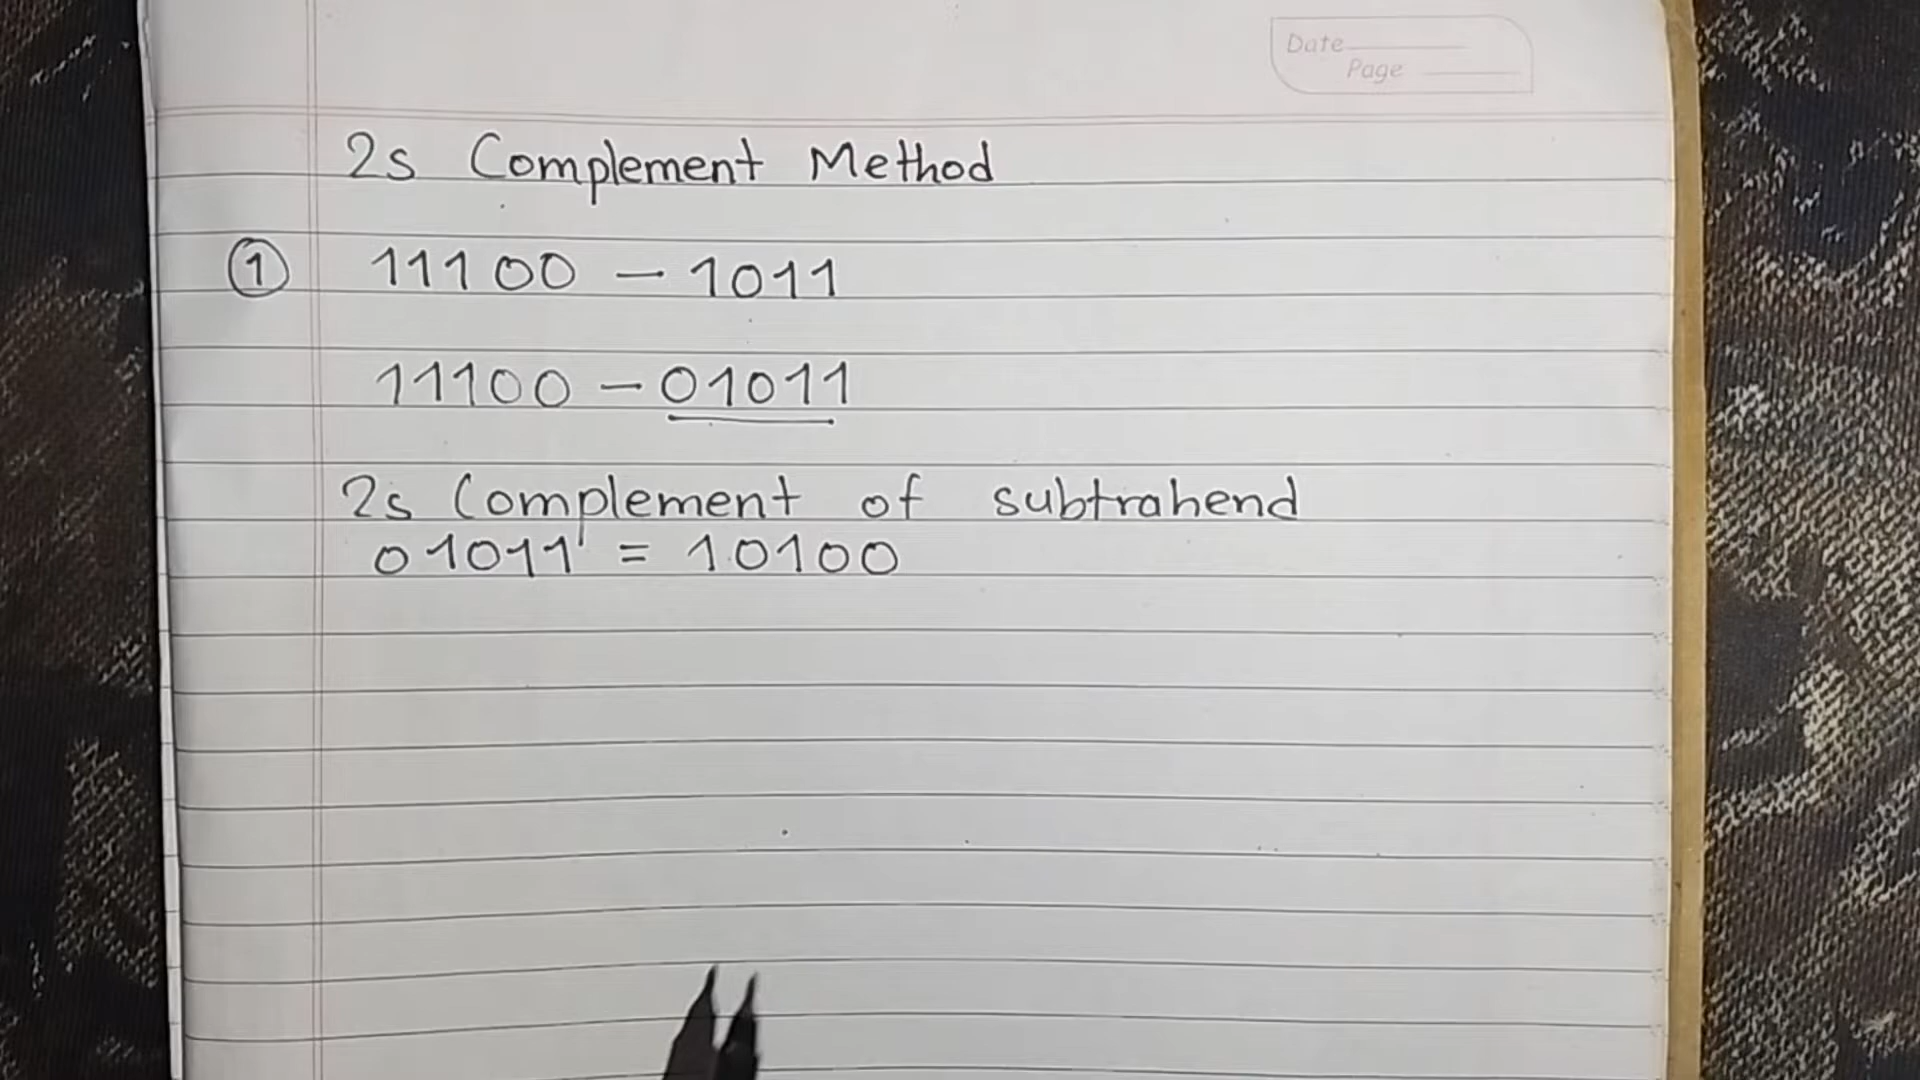 Date
Page
2s Complement Method
① 11100 - 1011
11100 - 01011
2s Complement of subtrahend
01011' = 10100